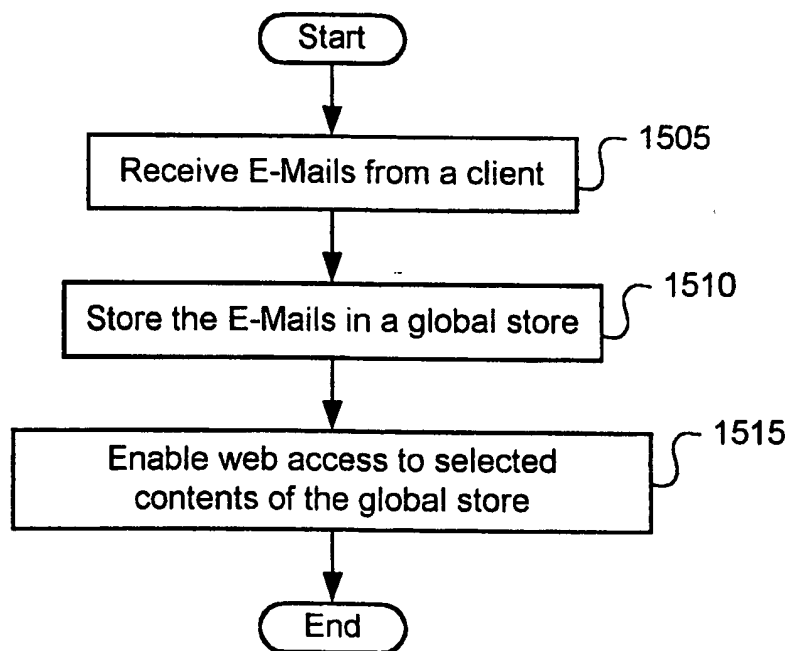 Start
1505
Receive E-Mails from a client
1510
Store the E-Mails in a global store
1515
Enable web access to selected
contents of the global store
End